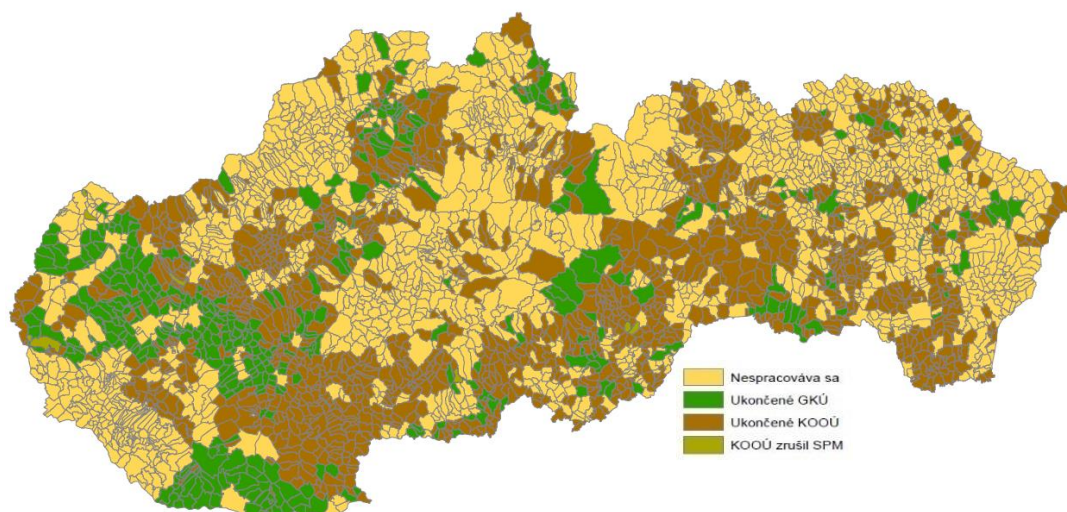 Nespracováva sa
Ukončené GKÚ
Ukončené KOOÚ
KOOÚ zrušil SPM